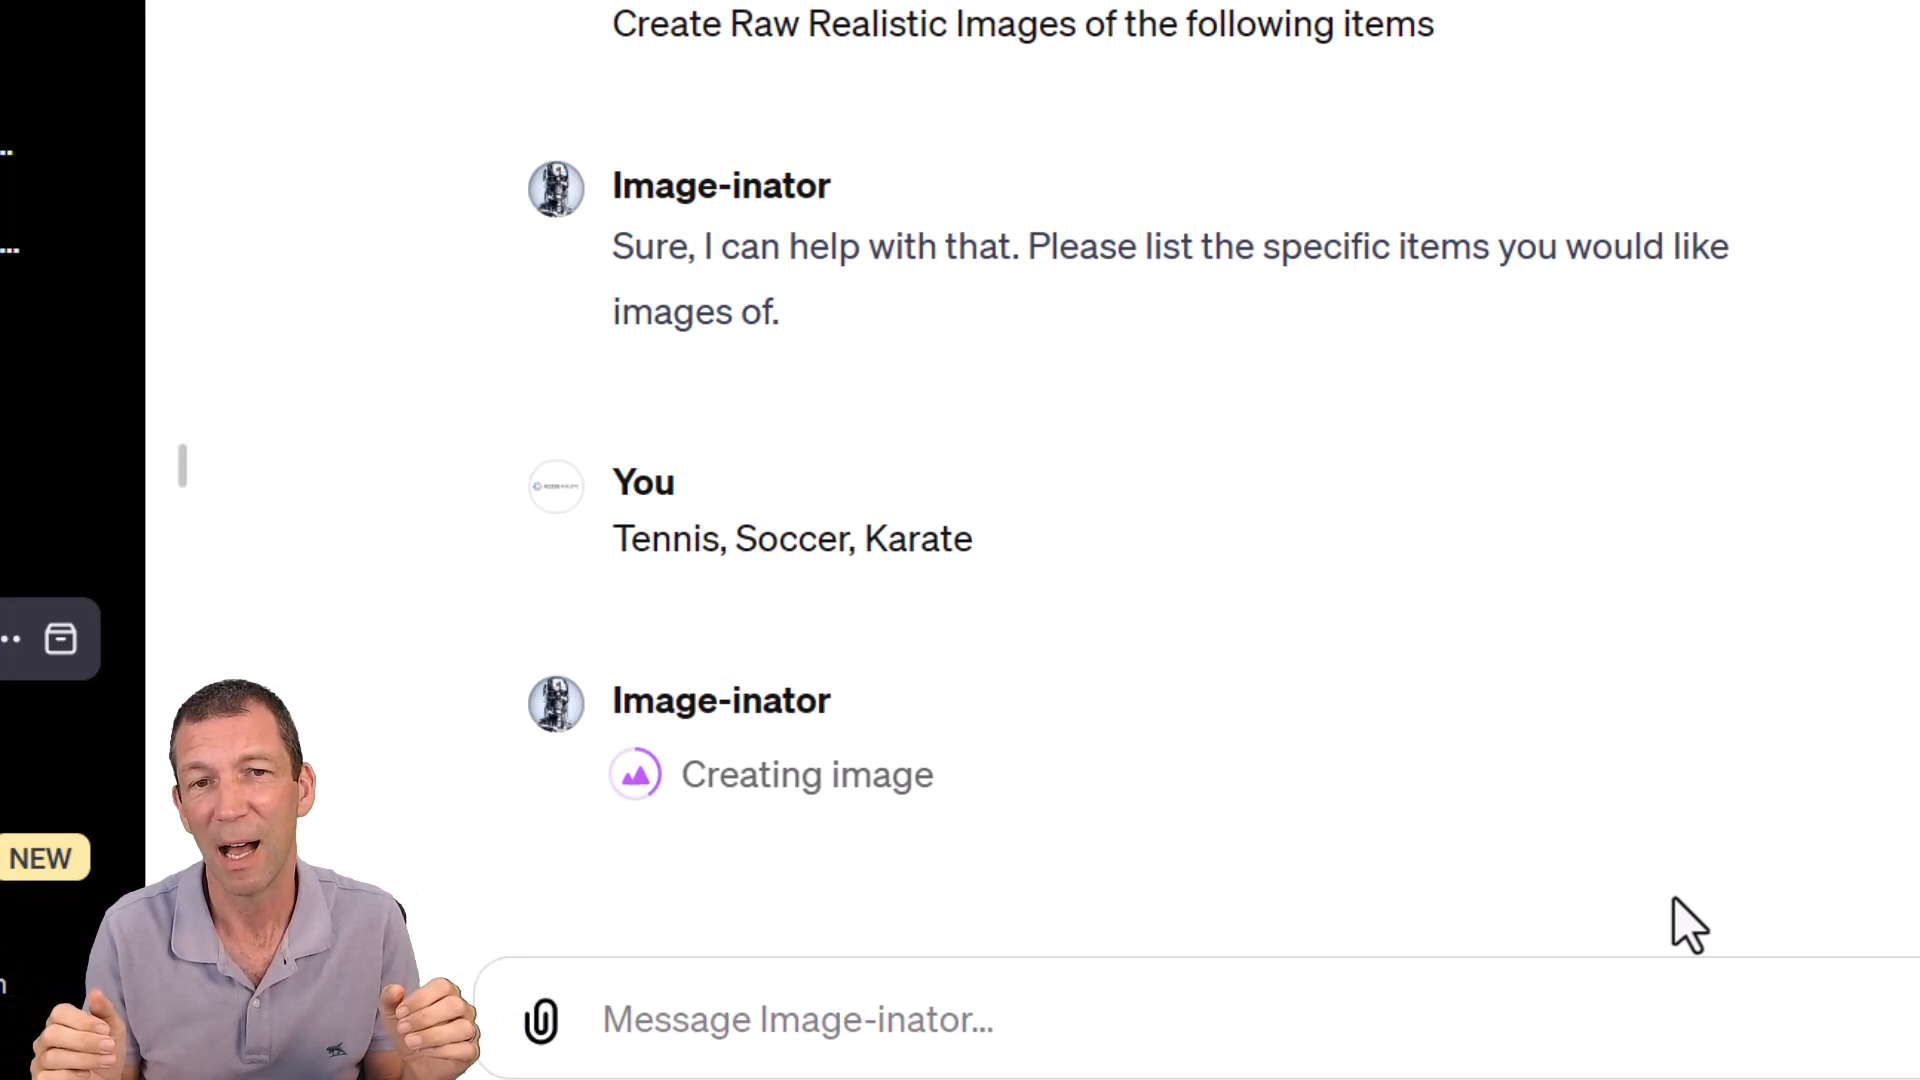 Create Raw Realistic Images of the following items
Image-inator
Sure, I can help with that. Please list the specific items you would like
images of.
You
Tennis, Soccer, Karate
Image-inator
Creating image
NEW
Message Image-inator...